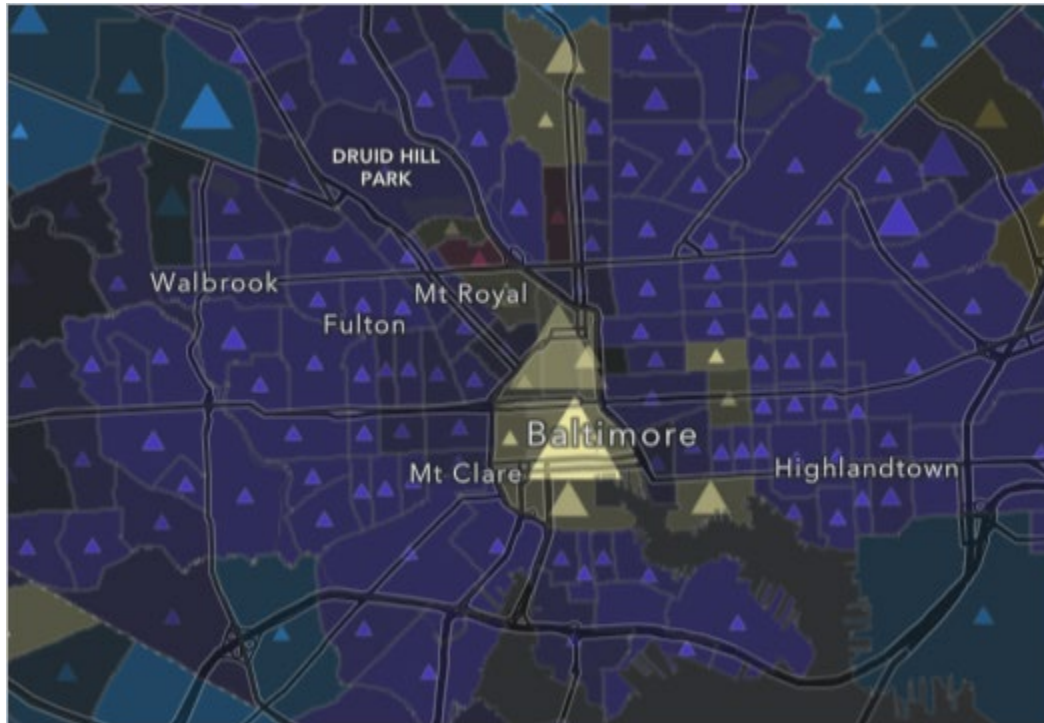 DRUID HILL
PARK
Walbrook
Mt Royal
Fulton
Baltimore
Mt Clare
Highlandtown